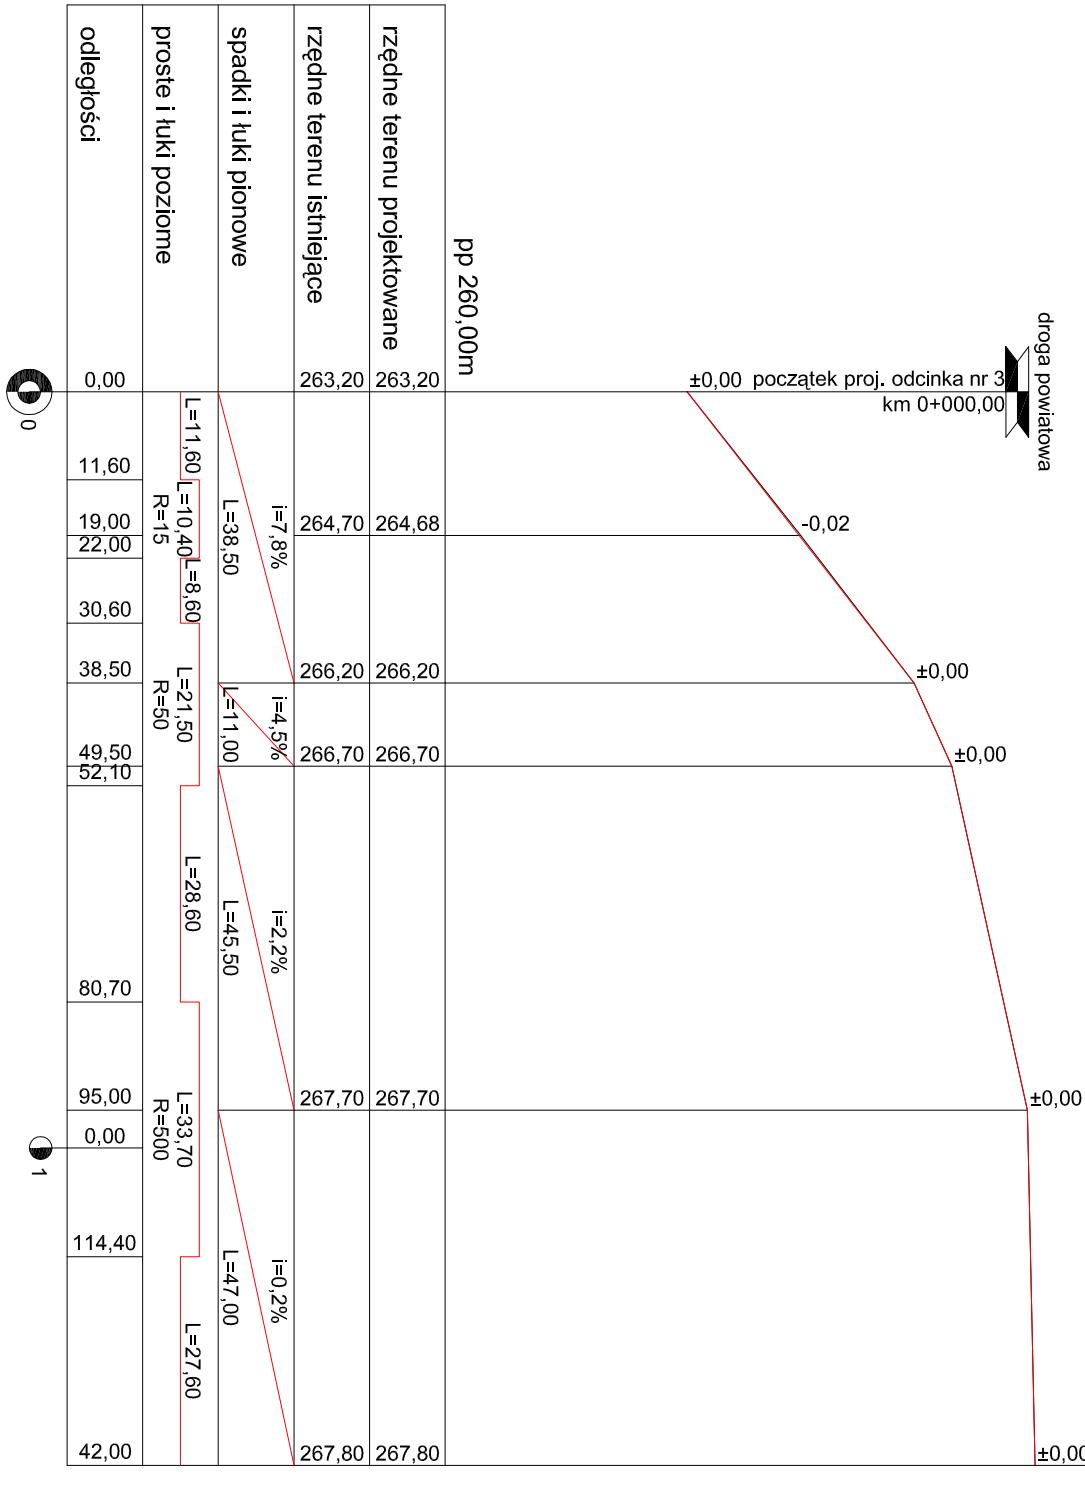 droga powiatowa
początek proj. odcinka nr 3
km 0+000,00
±0,00
-0,02
±0,00
±0,00
±0,00
±0,00
pp 260,00m
rzędne terenu projektowane
263,20
264,68
266,20
266,70
267,70
267,80
rzędne terenu istniejące
263,20
264,70
266,20
266,70
267,70
267,80
spadki i łuki pionowe
i=7,8%
L=38,50
i=4,5%
L=11,00
i=2,2%
L=45,50
i=0,2%
L=47,00
proste i łuki poziome
L=11,60
L=10,40
R=15
L=8,60
L=21,50
R=50
L=28,60
L=33,70
R=500
L=27,60
odległości
0,00
11,60
19,00
22,00
30,60
38,50
49,50
52,10
80,70
95,00
0,00
114,40
42,00
0
1